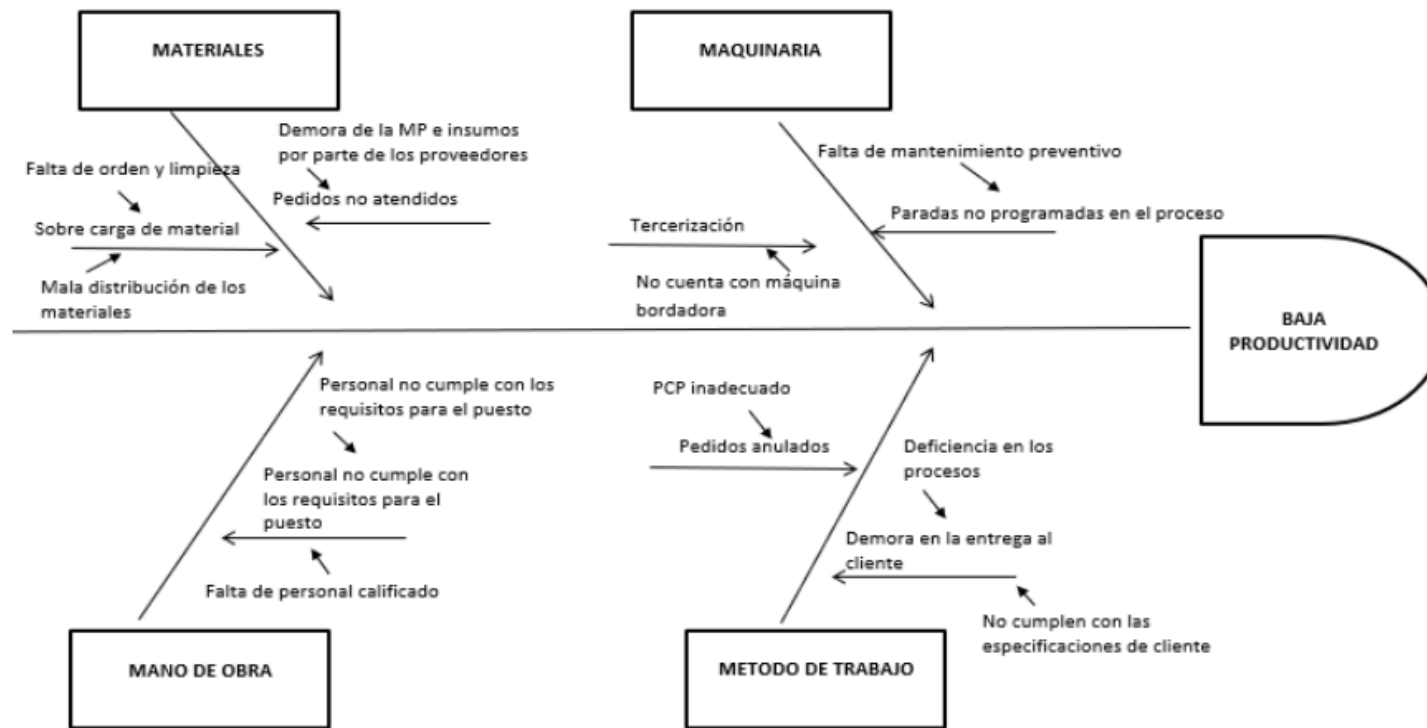 MATERIALES
MAQUINARIA
Demora de la MP e insumos
por parte de los proveedores
Falta de orden y limpieza
Pedidos no atendidos
Sobre carga de material
Mala distribución de los
materiales
Falta de mantenimiento preventivo
Paradas no programadas en el proceso
Tercerización
No cuenta con máquina
bordadora
BAJA
PRODUCTIVIDAD
Personal no cumple con los
requisitos para el puesto
Personal no cumple con
los requisitos para el
puesto
Falta de personal calificado
PCP inadecuado
Pedidos anulados
Deficiencia en los
procesos
Demora en la entrega al
cliente
No cumplen con las
especificaciones de cliente
MANO DE OBRA
METODO DE TRABAJO